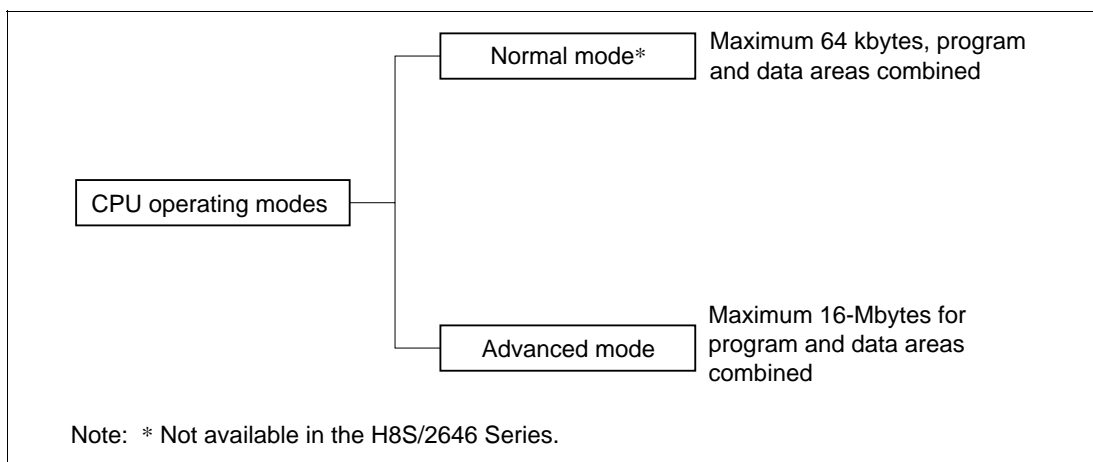 Normal mode*
Maximum 64 kbytes, program
and data areas combined
CPU operating modes
Advanced mode
Maximum 16-Mbytes for
program and data areas
combined
Note: * Not available in the H8S/2646 Series.